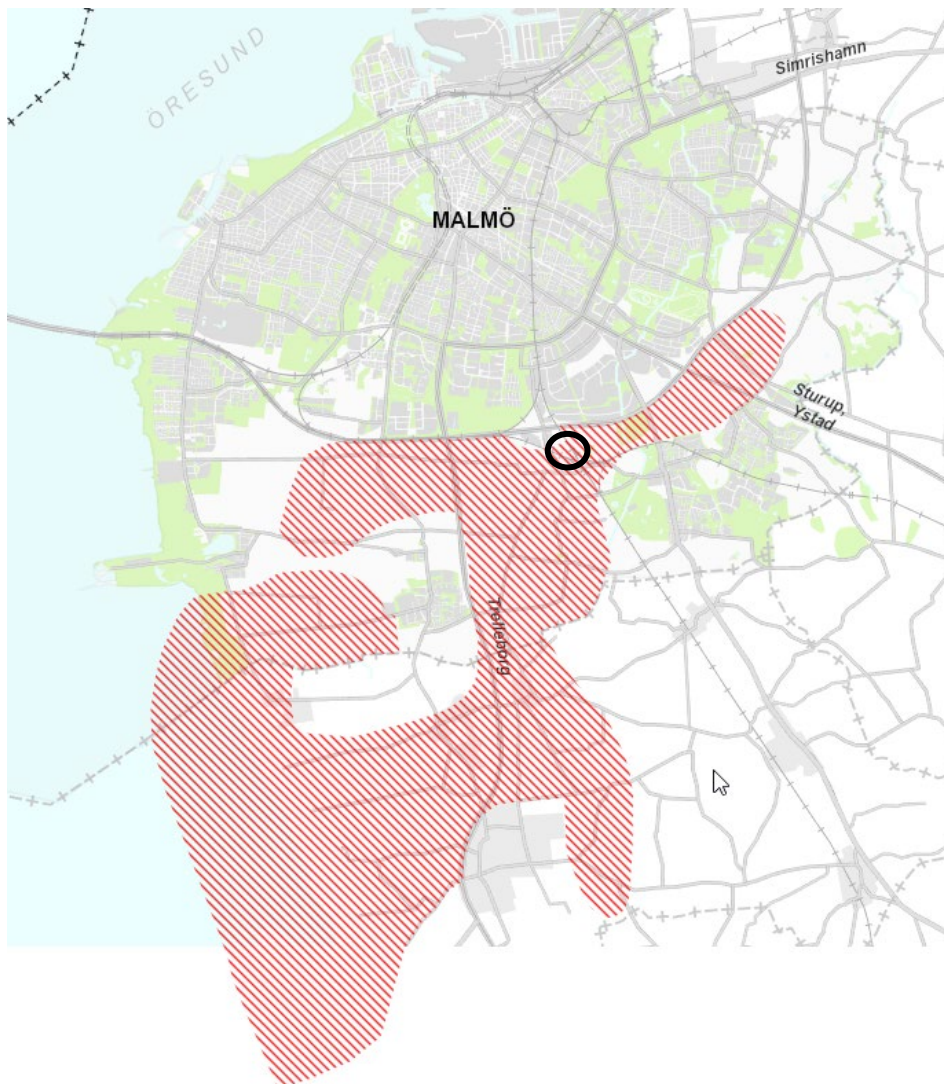 ÖRESUND
Simrishamn
MALMÖ
Sturup,
Ystad
Trelleborg